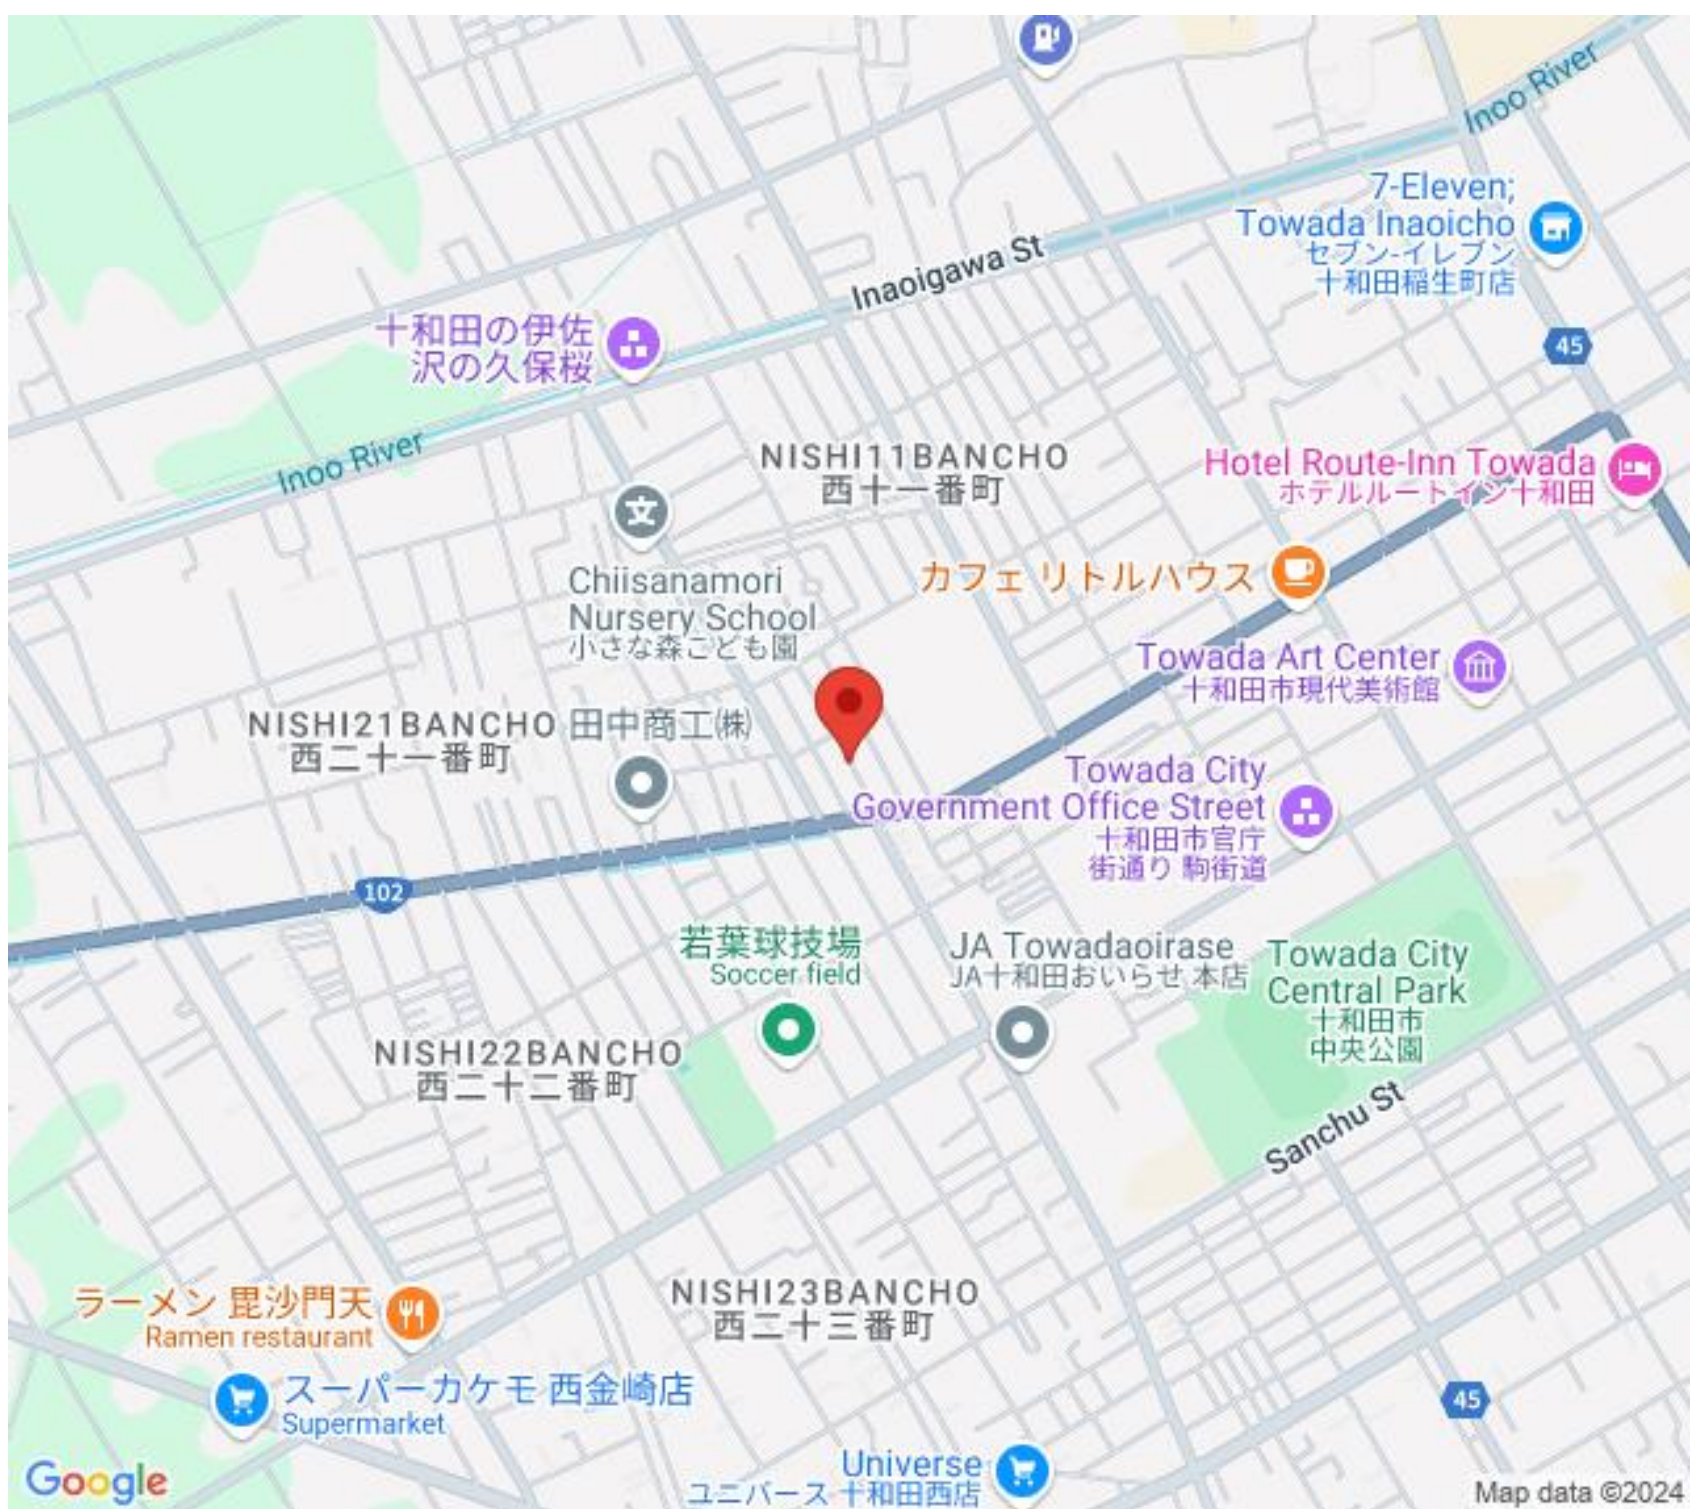 Inoo River
7-Eleven;
Towada Inaoicho
セブン-イレブン
十和田稲生町店
Inaoigawa St
十和田の伊佐
沢の久保桜
45
Inoo River
NISHI11BANCHO
西十一番町
Hotel Route-Inn Towada
ホテルルートイン十和田
文
Chiisanamori
Nursery School
小さな森こども園
カフェ リトルハウス
Towada Art Center
十和田市現代美術館
NISHI21BANCHO
西二十一番町
田中商工㈱
Towada City
Government Office Street
十和田市官庁
街通り 駒街道
102
若葉球技場
Soccer field
JA Towadaoirase
JA十和田おいらせ 本店
Towada City
Central Park
十和田市
中央公園
NISHI22BANCHO
西二十二番町
Sanchu St
NISHI23BANCHO
西二十三番町
ラーメン 毘沙門天
Ramen restaurant
スーパーカケモ 西金崎店
Supermarket
45
Universe
ユニバース 十和田西店
Google
Map data ©2024